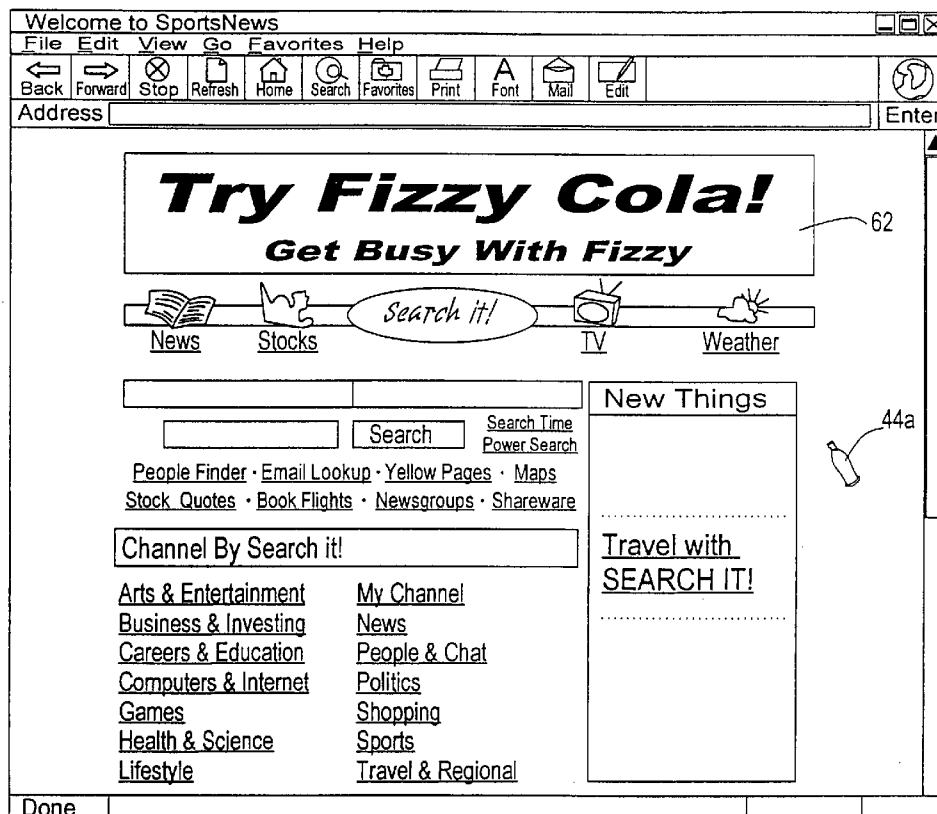 Welcome to SportsNews
File Edit View Go Favorites Help
Back Forward Stop Refresh Home Search Favorites Print Font Mail Edit
Address Enter
Try Fizzy Cola!
Get Busy With Fizzy
62
Search it!
News Stocks TV Weather
New Things
Search Search Time
Power Search
44a
People Finder · Email Lookup · Yellow Pages · Maps
Stock Quotes · Book Flights · Newsgroups · Shareware
Travel with
SEARCH IT!
Channel By Search it!
Arts & Entertainment My Channel
Business & Investing News
Careers & Education People & Chat
Computers & Internet Politics
Games Shopping
Health & Science Sports
Lifestyle Travel & Regional
Done